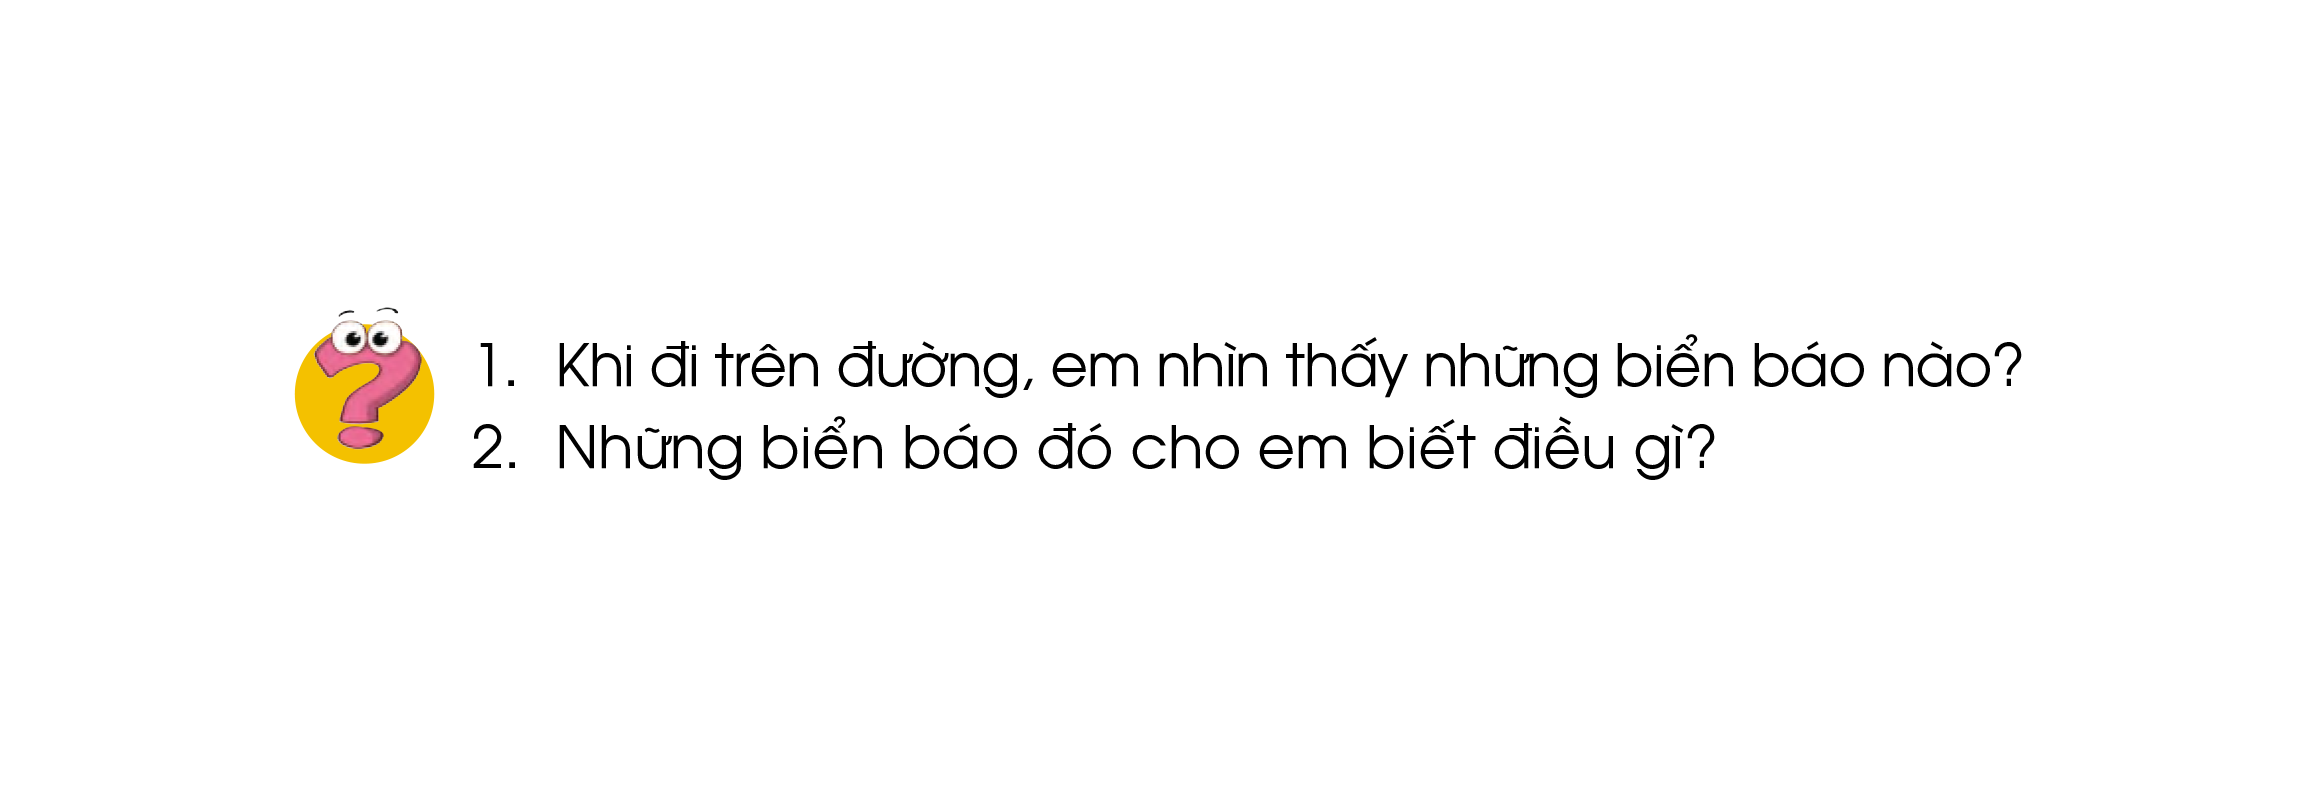 1. Khi đi trên đường, em nhìn thấy những biển báo nào?
2. Những biển báo đó cho em biết điều gì?